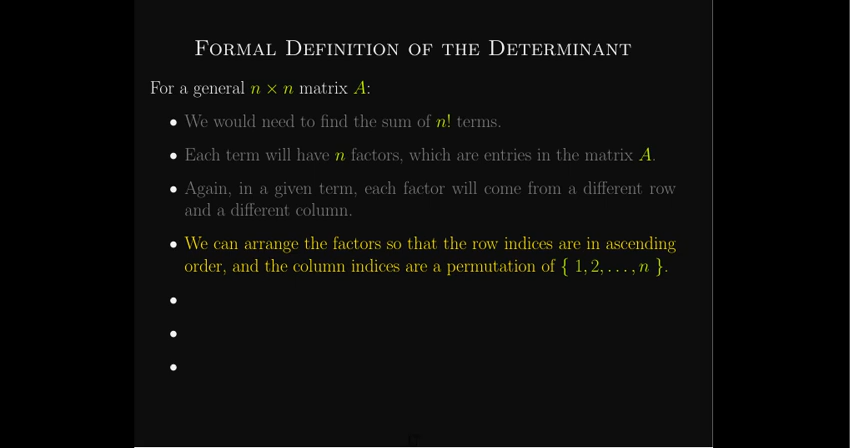 Formal Definition of the Determinant
For a general n × n matrix A:
• We would need to find the sum of n! terms.
• Each term will have n factors, which are entries in the matrix A.
• Again, in a given term, each factor will come from a different row
and a different column.
• We can arrange the factors so that the row indices are in ascending
order, and the column indices are a permutation of { 1, 2, . . . , n }.
•
•
•